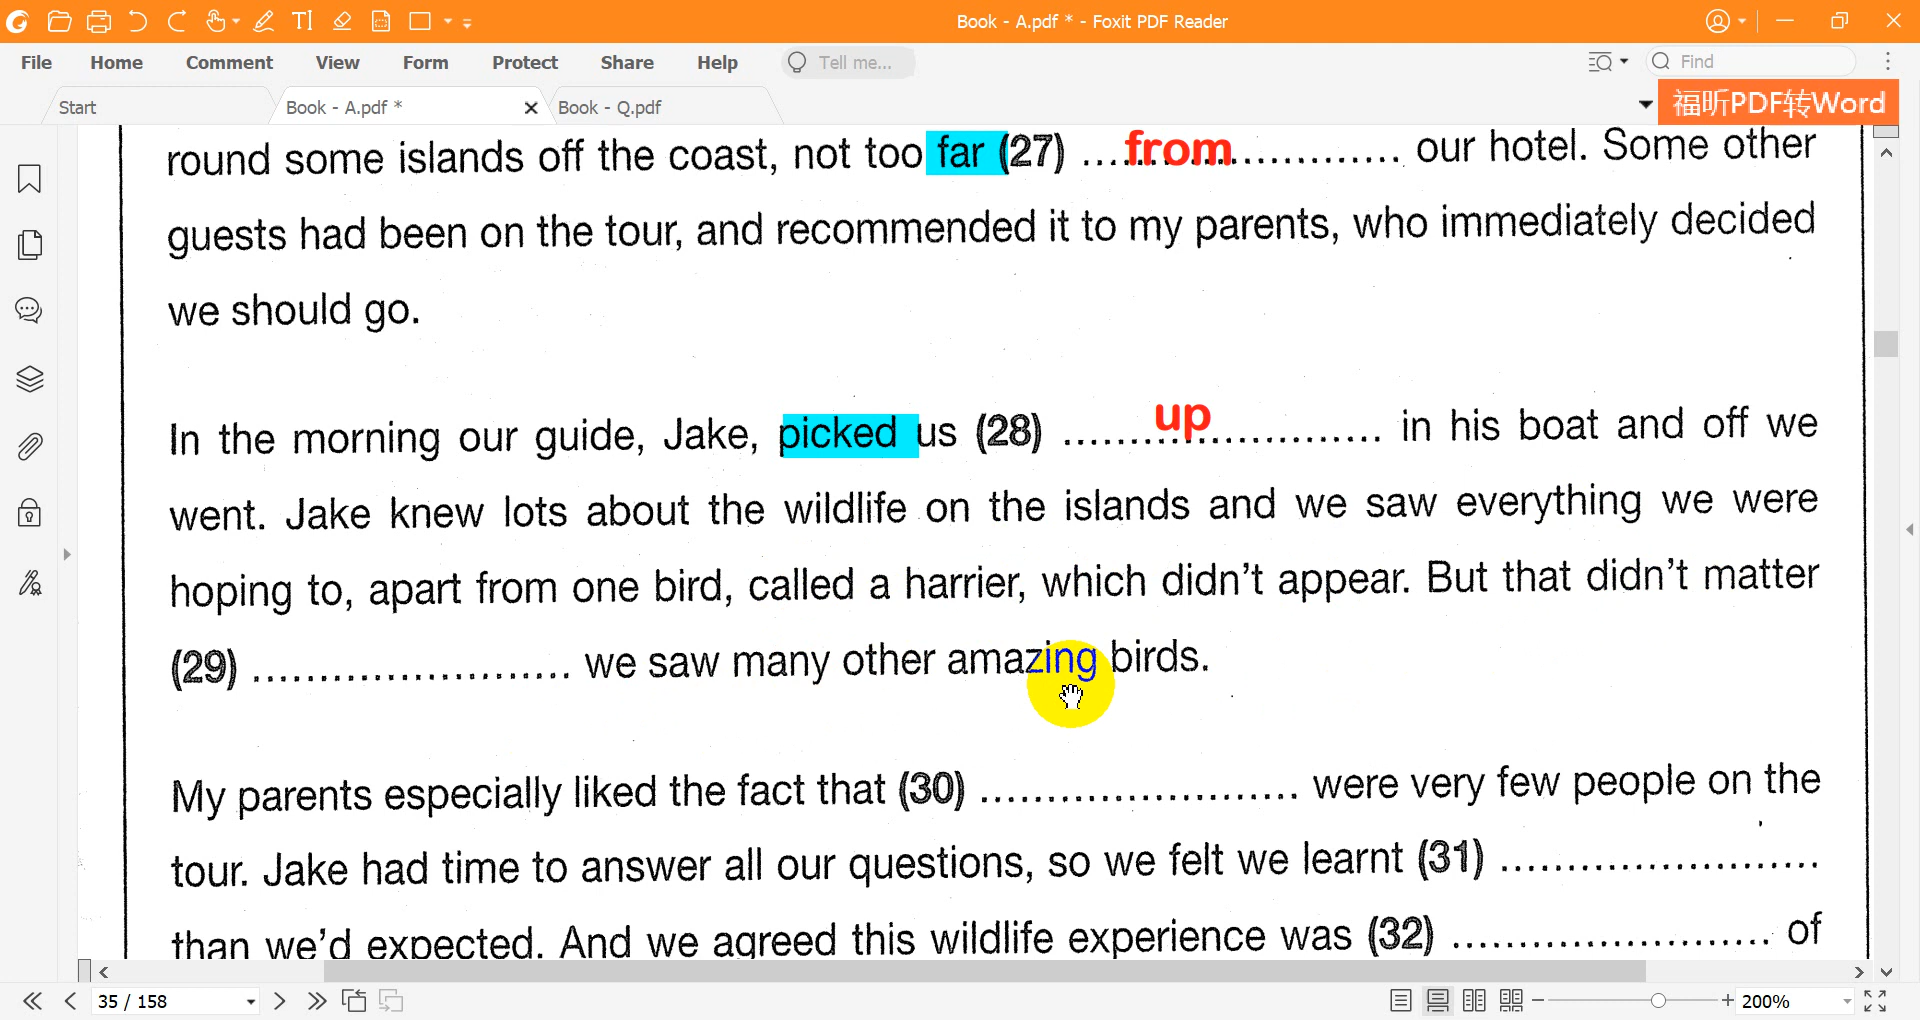 Book - A.pdf * - Foxit PDF Reader
File Home Comment View Form Protect Share Help Tell me... Find
Start Book - A.pdf * Book - Q.pdf 福昕PDF转Word
round some islands off the coast, not too far (27) ...from................ our hotel. Some other
guests had been on the tour, and recommended it to my parents, who immediately decided
we should go.
In the morning our guide, Jake, picked us (28) ......up............... in his boat and off we
went. Jake knew lots about the wildlife on the islands and we saw everything we were
hoping to, apart from one bird, called a harrier, which didn't appear. But that didn't matter
(29) ........................ we saw many other amazing birds.
My parents especially liked the fact that (30) ........................ were very few people on the
tour. Jake had time to answer all our questions, so we felt we learnt (31) ........................
than we'd expected. And we agreed this wildlife experience was (32) ........................ of
35 / 158 200%